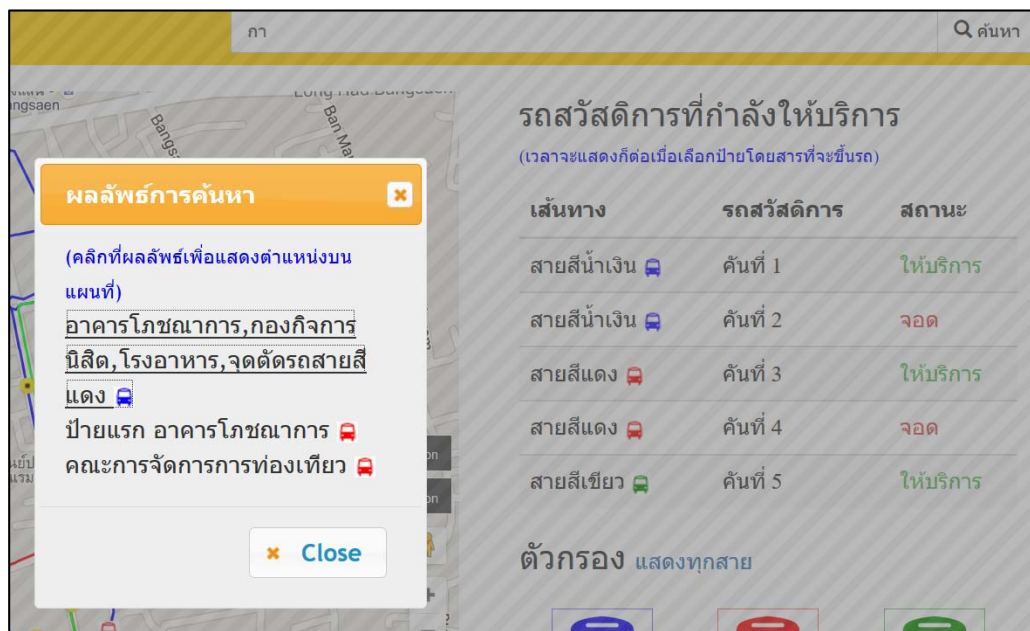 กา
ค้นหา
รถสวัสดิการที่กำลังให้บริการ
(เวลาจะแสดงก็ต่อเมื่อเลือกป้ายโดยสารที่จะขึ้นรถ)
เส้นทาง รถสวัสดิการ สถานะ
สายสีน้ำเงิน คันที่ 1 ให้บริการ
สายสีน้ำเงิน คันที่ 2 จอด
สายสีแดง คันที่ 3 ให้บริการ
สายสีแดง คันที่ 4 จอด
สายสีเขียว คันที่ 5 ให้บริการ
ตัวกรอง แสดงทุกสาย
ผลลัพธ์การค้นหา
(คลิกที่ผลลัพธ์เพื่อแสดงตำแหน่งบน
แผนที่)
อาคารโภชณาการ,กองกิจการ
นิสิต,โรงอาหาร,จุดตัดรถสายสี
แดง
ป้ายแรก อาคารโภชณาการ
คณะการจัดการการท่องเทียว
Close